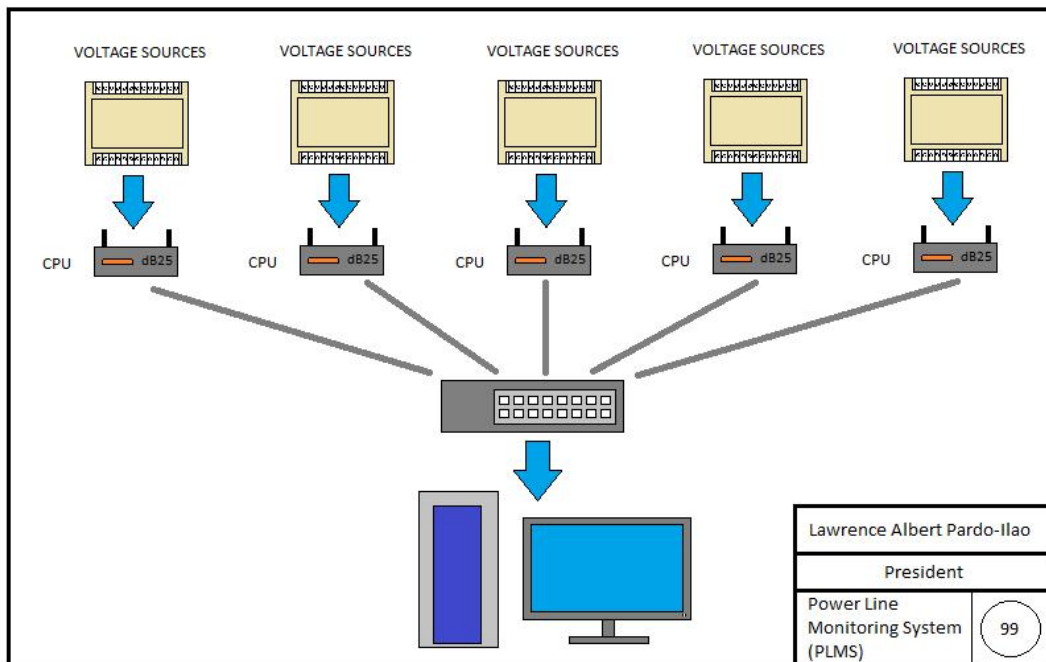 VOLTAGE SOURCES
VOLTAGE SOURCES
VOLTAGE SOURCES
VOLTAGE SOURCES
VOLTAGE SOURCES
CPU
dB25
CPU
dB25
CPU
dB25
CPU
dB25
CPU
dB25
Lawrence Albert Pardo-Ilao
President
Power Line
Monitoring System
(PLMS)
99